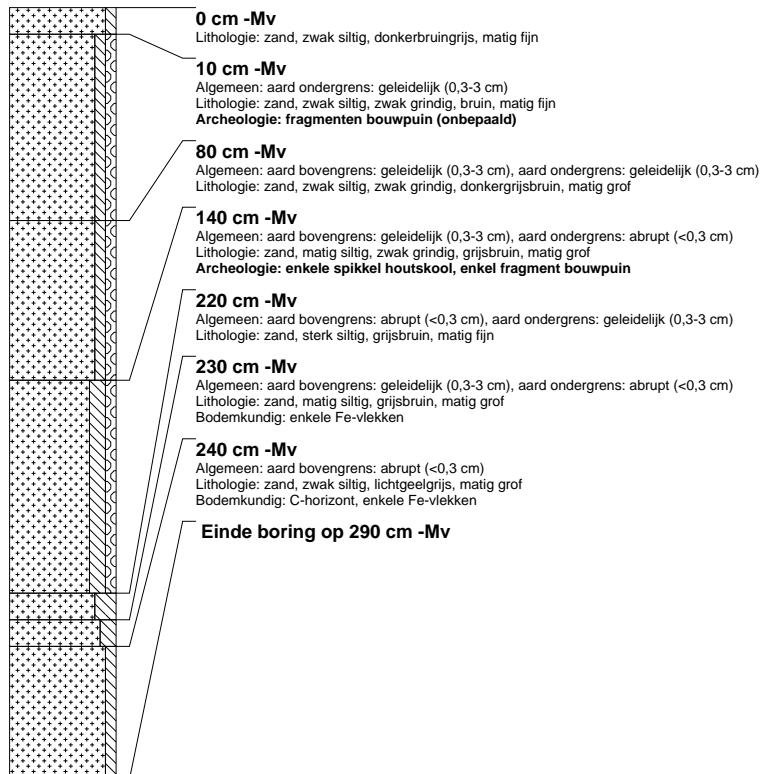 0 cm -Mv
Lithologie: zand, zwak siltig, donkerbruingrijs, matig fijn
10 cm -Mv
Algemeen: aard ondergrens: geleidelijk (0,3-3 cm)
Lithologie: zand, zwak siltig, zwak grindig, bruin, matig fijn
Archeologie: fragmenten bouwpuin (onbepaald)
80 cm -Mv
Algemeen: aard bovengrens: geleidelijk (0,3-3 cm), aard ondergrens: geleidelijk (0,3-3 cm)
Lithologie: zand, zwak siltig, zwak grindig, donkergrijsbruin, matig grof
140 cm -Mv
Algemeen: aard bovengrens: geleidelijk (0,3-3 cm), aard ondergrens: abrupt (<0,3 cm)
Lithologie: zand, matig siltig, zwak grindig, grijsbruin, matig grof
Archeologie: enkele spikkel houtskool, enkel fragment bouwpuin
220 cm -Mv
Algemeen: aard bovengrens: abrupt (<0,3 cm), aard ondergrens: geleidelijk (0,3-3 cm)
Lithologie: zand, sterk siltig, grijsbruin, matig fijn
230 cm -Mv
Algemeen: aard bovengrens: geleidelijk (0,3-3 cm), aard ondergrens: abrupt (<0,3 cm)
Lithologie: zand, matig siltig, grijsbruin, matig grof
Bodemkundig: enkele Fe-vlekken
240 cm -Mv
Algemeen: aard bovengrens: abrupt (<0,3 cm)
Lithologie: zand, zwak siltig, lichtgeelgrijs, matig grof
Bodemkundig: C-horizont, enkele Fe-vlekken
Einde boring op 290 cm -Mv